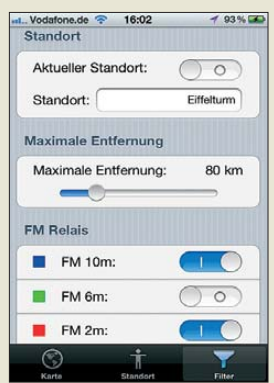 Vodafone.de 16:02 93 %
Standort
Aktueller Standort:
Standort: Eiffelturm
Maximale Entfernung
Maximale Entfernung: 80 km
FM Relais
FM 10m:
FM 6m:
FM 2m:
Karte Standort Filter